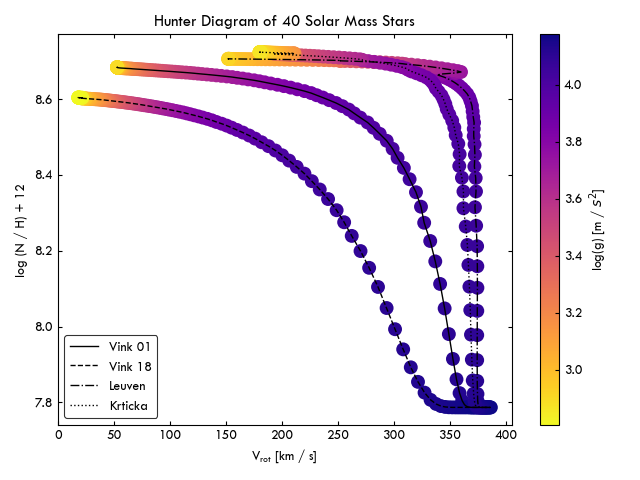 Hunter Diagram of 40 Solar Mass Stars
log (N / H) + 12
8.6
8.4
8.2
8.0
7.8
Vink 01
Vink 18
Leuven
Krticka
0
50
100
150
200
250
300
350
400
V_rot [km / s]
4.0
3.8
3.6
3.4
3.2
3.0
log(g) [m / s²]